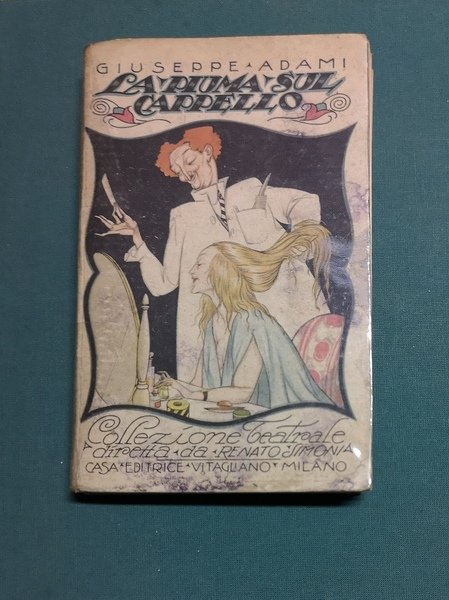 GIUSEPPE • ADAMI
LA PIUMA SUL
CAPPELLO
Collezione teatrale
diretta • da • RENATO SIMONI
CASA • EDITRICE • VITAGLIANO • MILANO